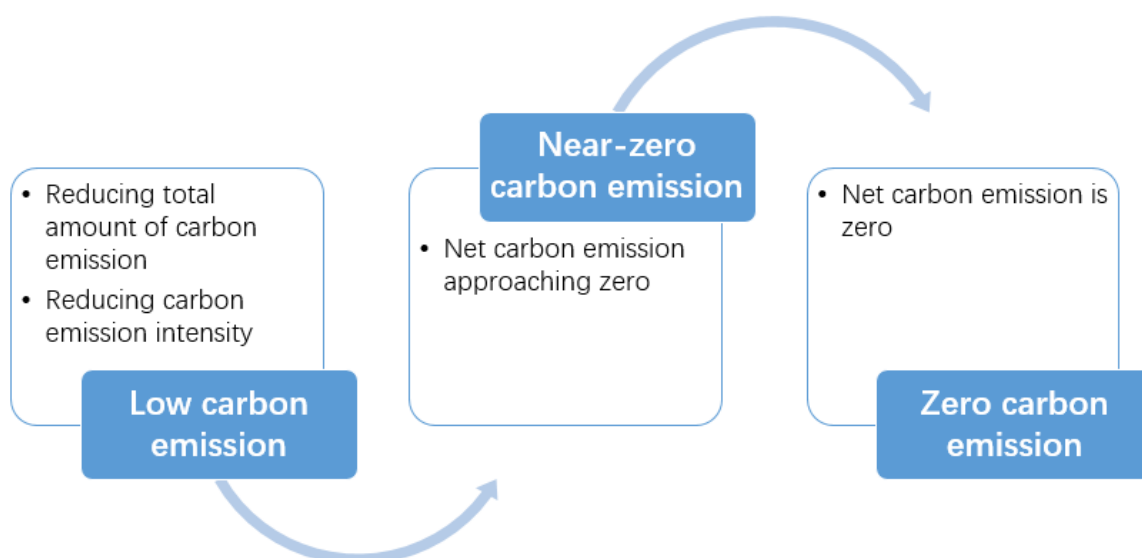 • Reducing total
amount of carbon
emission
• Reducing carbon
emission intensity
Low carbon
emission
Near-zero
carbon emission
• Net carbon emission
approaching zero
• Net carbon emission is
zero
Zero carbon
emission